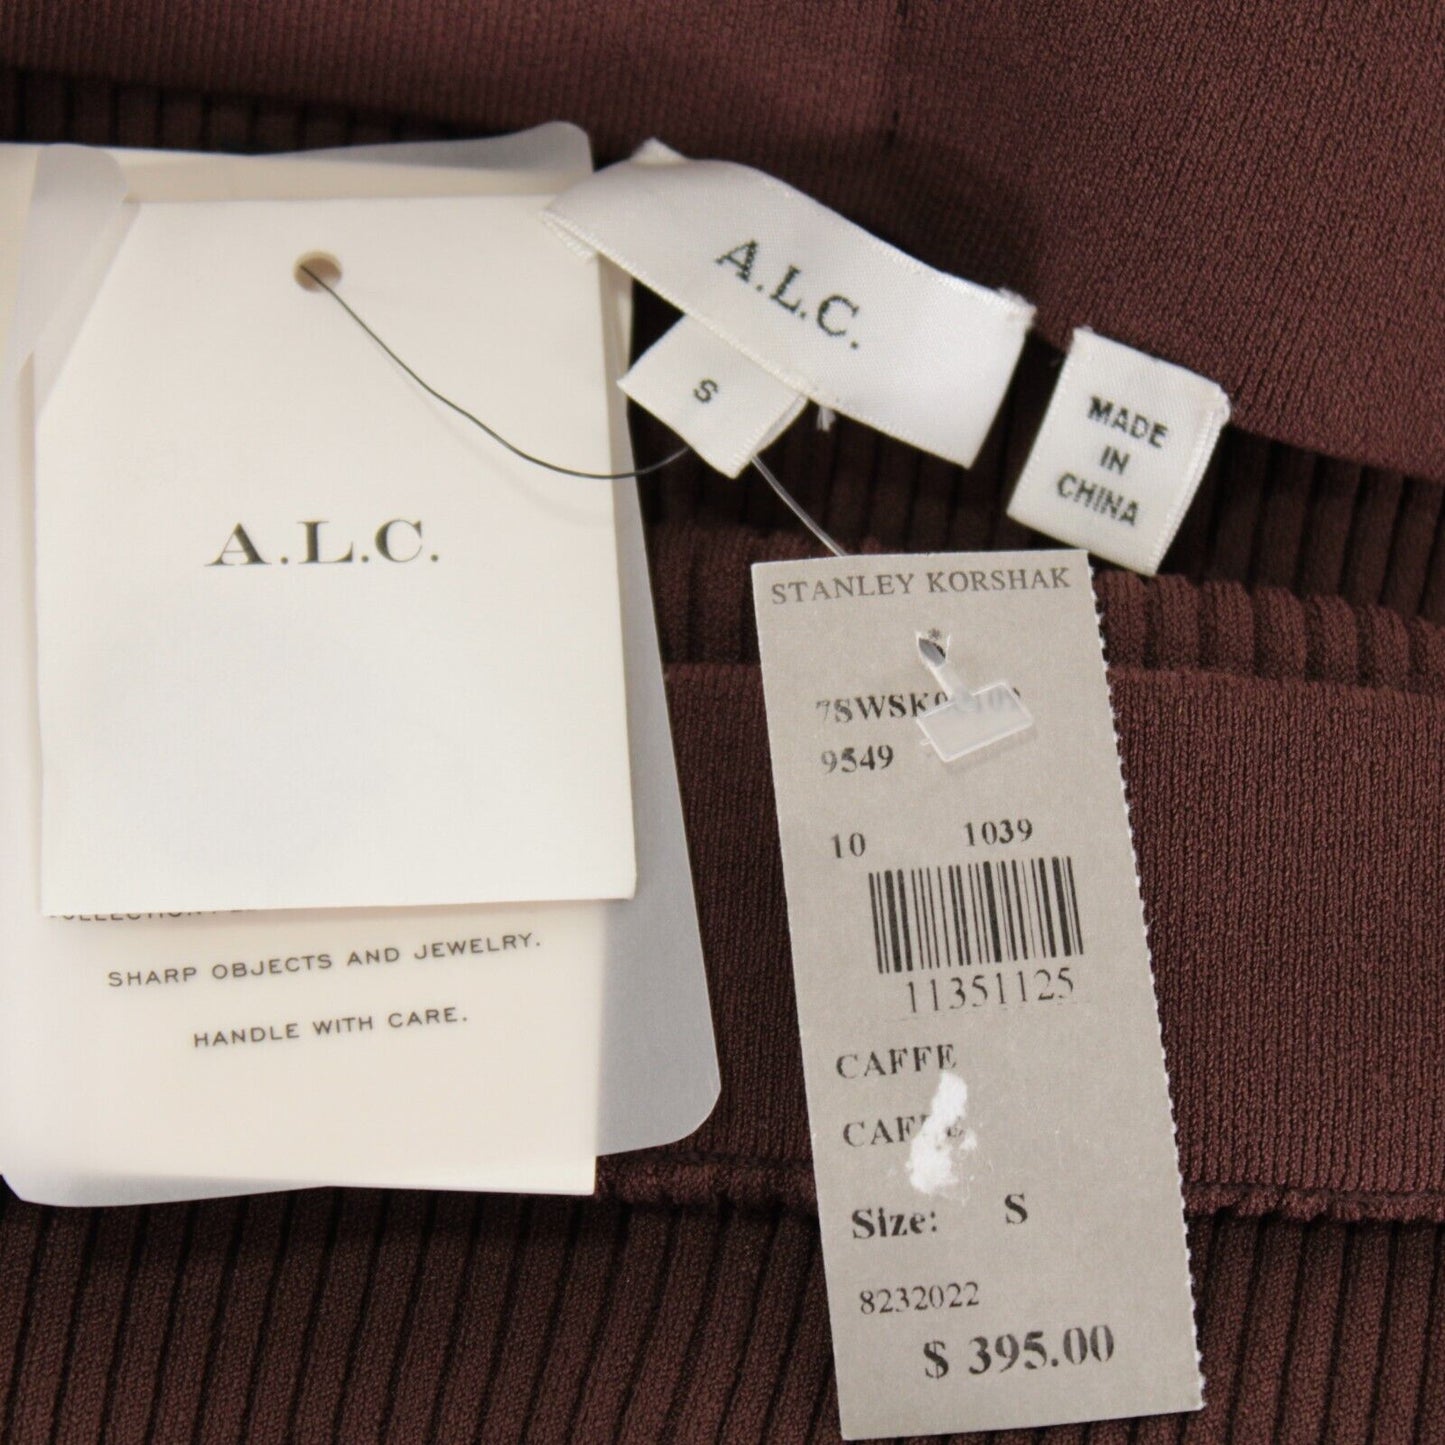 A.L.C.
S
MADE
IN
CHINA
A.L.C.
SHARP OBJECTS AND JEWELRY.
HANDLE WITH CARE.
STANLEY KORSHAK
9549
10 1039
11351125
CAFFE
CAFFE
Size: S
8232022
$ 395.00